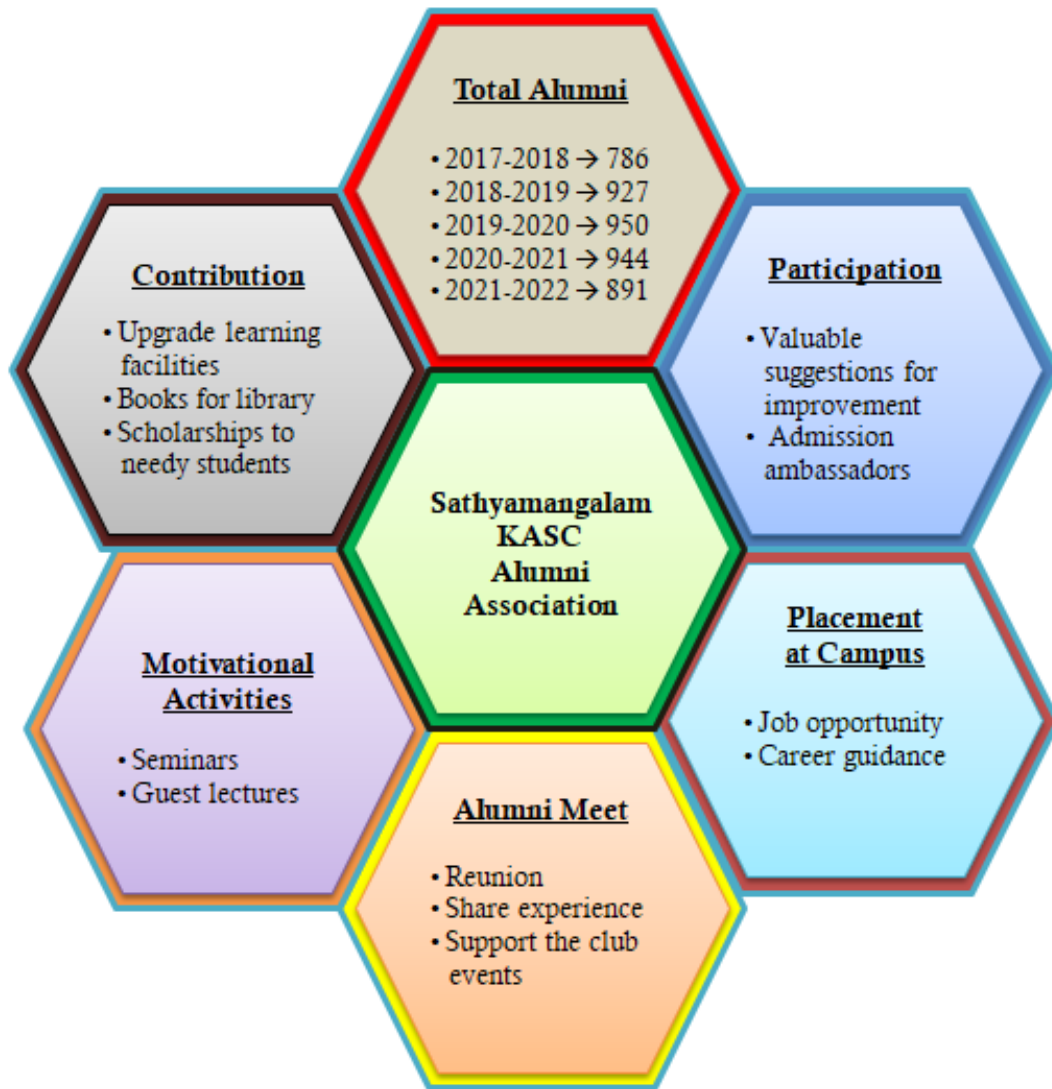 Total Alumni
• 2017-2018 → 786
• 2018-2019 → 927
• 2019-2020 → 950
• 2020-2021 → 944
• 2021-2022 → 891
Contribution
• Upgrade learning
facilities
• Books for library
• Scholarships to
needy students
Participation
• Valuable
suggestions for
improvement
• Admission
ambassadors
Sathyamangalam
KASC
Alumni
Association
Motivational
Activities
• Seminars
• Guest lectures
Placement
at Campus
• Job opportunity
• Career guidance
Alumni Meet
• Reunion
• Share experience
• Support the club
events